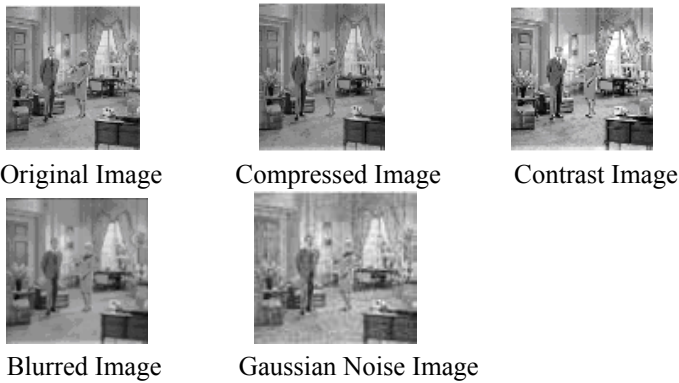 Original Image
Compressed Image
Contrast Image
Blurred Image
Gaussian Noise Image